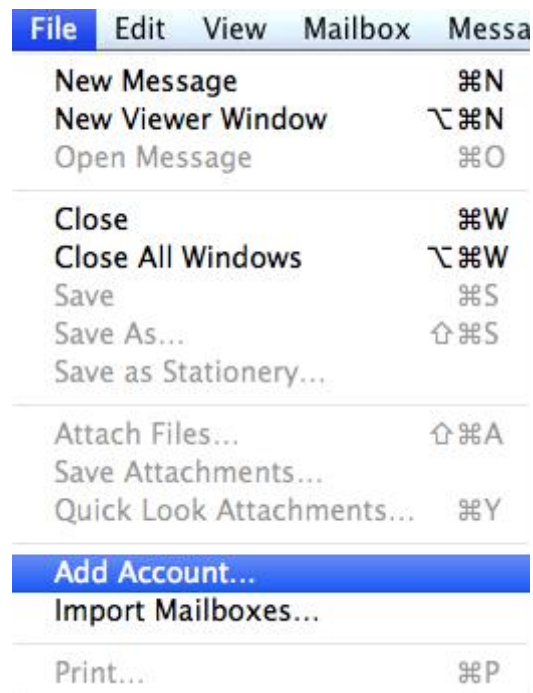 File Edit View Mailbox Messa
New Message ⌘N
New Viewer Window ⌥⌘N
Open Message ⌘O
Close ⌘W
Close All Windows ⌥⌘W
Save ⌘S
Save As... ⇧⌘S
Save as Stationery...
Attach Files... ⇧⌘A
Save Attachments...
Quick Look Attachments... ⌘Y
Add Account...
Import Mailboxes...
Print... ⌘P